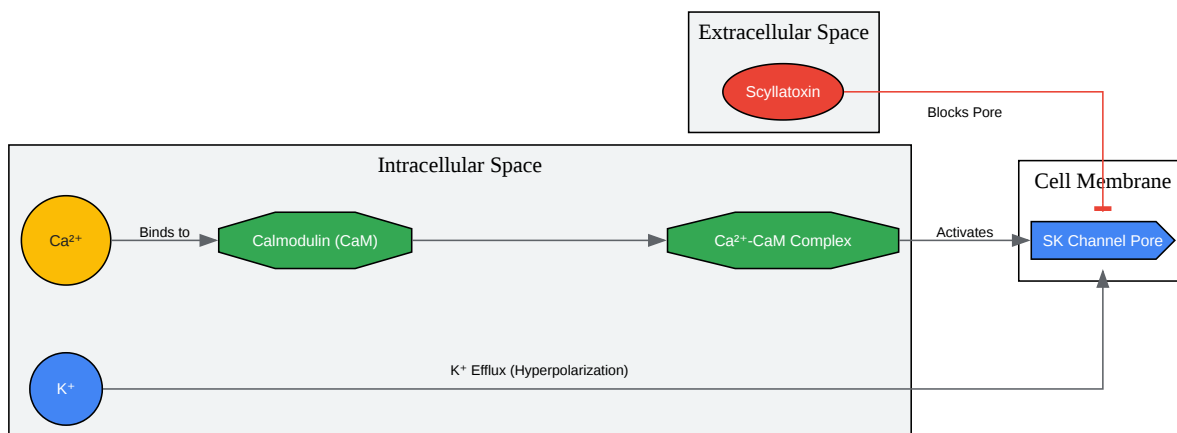 Extracellular Space
Scyllatoxin
Blocks Pore
Intracellular Space
Cell Membrane
Ca²⁺
Binds to
Calmodulin (CaM)
Ca²⁺-CaM Complex
Activates
SK Channel Pore
K⁺ Efflux (Hyperpolarization)
K⁺